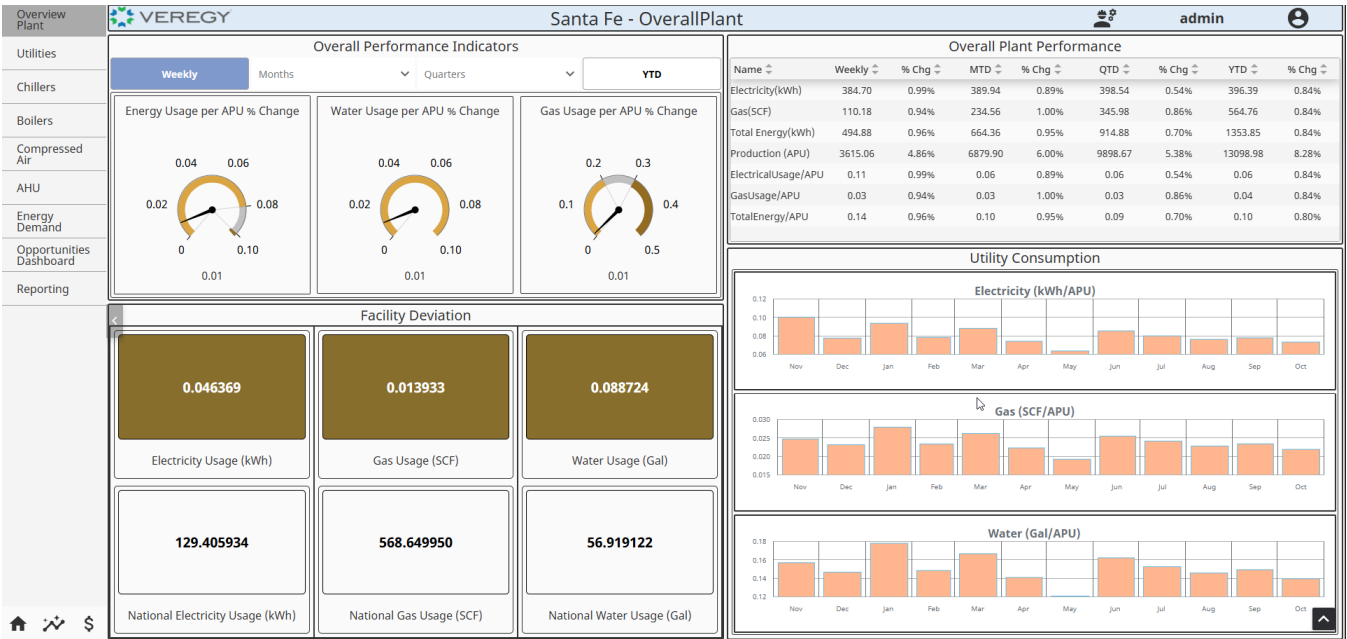 Overview
Plant
Utilities
Chillers
Boilers
Compressed
Air
AHU
Energy
Demand
Opportunities
Dashboard
Reporting
VEREGY
Santa Fe - OverallPlant
admin
Overall Performance Indicators
Weekly
Months
Quarters
YTD
Energy Usage per APU % Change
0.04 0.06
0.02 0.08
0 0.10
0.01
Water Usage per APU % Change
0.04 0.06
0.02 0.08
0 0.10
0.01
Gas Usage per APU % Change
0.2 0.3
0.1 0.4
0 0.5
0.01
Facility Deviation
0.046369
Electricity Usage (kWh)
0.013933
Gas Usage (SCF)
0.088724
Water Usage (Gal)
129.405934
National Electricity Usage (kWh)
568.649950
National Gas Usage (SCF)
56.919122
National Water Usage (Gal)
Overall Plant Performance
Name Weekly % Chg MTD % Chg QTD % Chg YTD % Chg
Electricity(kWh) 384.70 0.99% 389.94 0.89% 398.54 0.54% 396.39 0.84%
Gas(SCF) 110.18 0.94% 234.56 1.00% 345.98 0.86% 564.76 0.84%
Total Energy(kWh) 494.88 0.96% 664.36 0.95% 914.88 0.70% 1353.85 0.84%
Production (APU) 3615.06 4.86% 6879.90 6.00% 9898.67 5.38% 13098.98 8.28%
ElectricalUsage/APU 0.11 0.99% 0.06 0.89% 0.06 0.54% 0.06 0.84%
GasUsage/APU 0.03 0.94% 0.03 1.00% 0.03 0.86% 0.04 0.84%
TotalEnergy/APU 0.14 0.96% 0.10 0.95% 0.09 0.70% 0.10 0.80%
Utility Consumption
Electricity (kWh/APU)
0.12
0.10
0.08
0.06
Nov Dec Jan Feb Mar Apr May Jun Jul Aug Sep Oct
Gas (SCF/APU)
0.030
0.025
0.020
0.015
Nov Dec Jan Feb Mar Apr May Jun Jul Aug Sep Oct
Water (Gal/APU)
0.18
0.16
0.14
0.12
Nov Dec Jan Feb Mar Apr May Jun Jul Aug Sep Oct
$